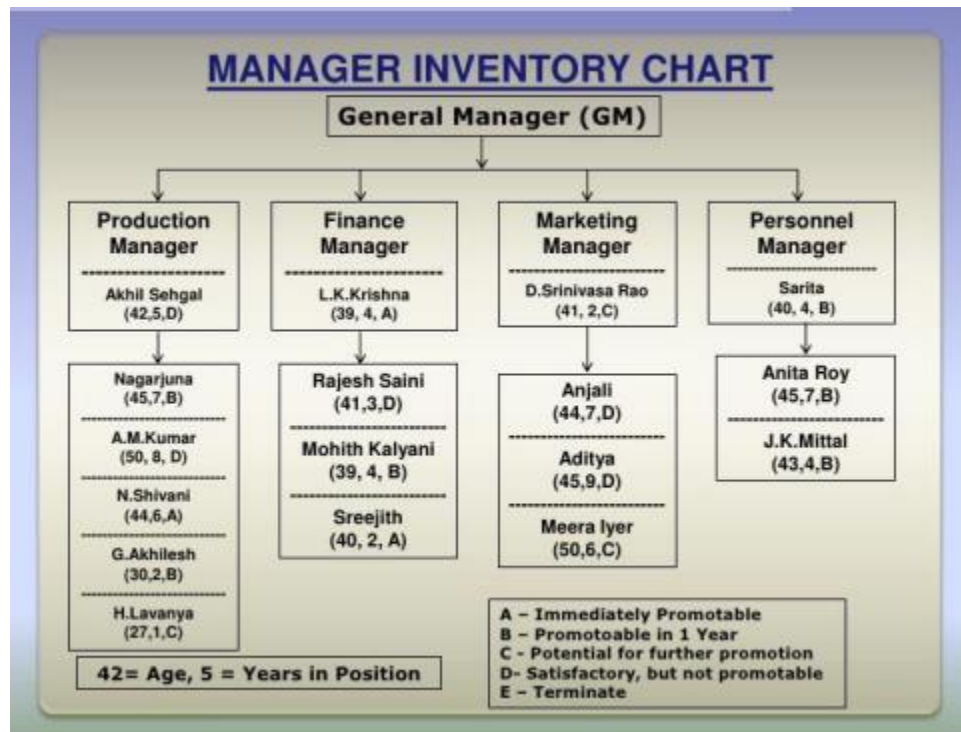 MANAGER INVENTORY CHART
General Manager (GM)
Production
Manager
Akhil Sehgal
(42,5,D)
Finance
Manager
L.K.Krishna
(39, 4, A)
Marketing
Manager
D.Srinivasa Rao
(41, 2,C)
Personnel
Manager
Sarita
(40, 4, B)
Nagarjuna
(45,7,B)
A.M.Kumar
(50, 8, D)
N.Shivani
(44,6,A)
G.Akhilesh
(30,2,B)
H.Lavanya
(27,1,C)
Rajesh Saini
(41,3,D)
Mohith Kalyani
(39, 4, B)
Sreejith
(40, 2, A)
Anjali
(44,7,D)
Aditya
(45,9,D)
Meera Iyer
(50,6,C)
Anita Roy
(45,7,B)
J.K.Mittal
(43,4,B)
42= Age, 5 = Years in Position
A – Immediately Promotable
B – Promotoable in 1 Year
C – Potential for further promotion
D- Satisfactory, but not promotable
E – Terminate